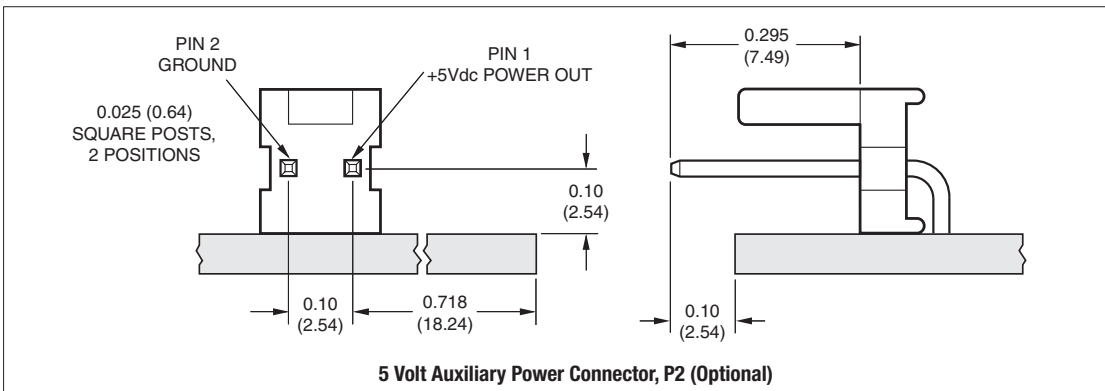 PIN 2
GROUND
PIN 1
+5Vdc POWER OUT
0.025 (0.64)
SQUARE POSTS,
2 POSITIONS
0.10
(2.54)
0.10
(2.54)
0.718
(18.24)
0.295
(7.49)
0.10
(2.54)
5 Volt Auxiliary Power Connector, P2 (Optional)